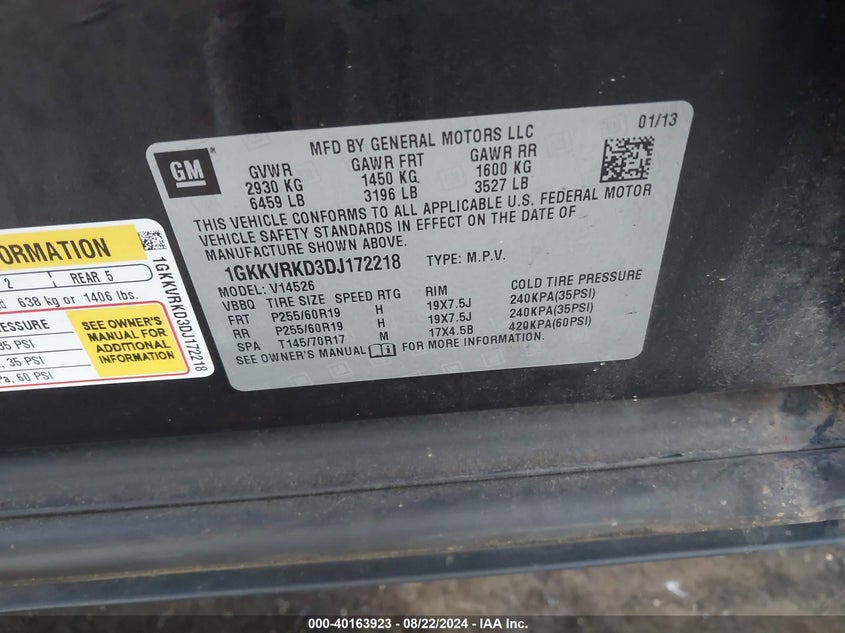 GM
MFD BY GENERAL MOTORS LLC 01/13
GVWR GAWR FRT GAWR RR
2930 KG 1450 KG 1600 KG
6459 LB 3196 LB 3527 LB
THIS VEHICLE CONFORMS TO ALL APPLICABLE U.S. FEDERAL MOTOR
VEHICLE SAFETY STANDARDS IN EFFECT ON THE DATE OF
MANUFACTURE SHOWN ABOVE.
1GKKVRKD3DJ172218 TYPE: M.P.V.
MODEL: V14526
VBBO TIRE SIZE SPEED RTG RIM COLD TIRE PRESSURE
FRT P255/60R19 H 19X7.5J 240KPA(35PSI)
RR P255/60R19 H 19X7.5J 240KPA(35PSI)
SPA T145/70R17 M 17X4.5B 420KPA(60PSI)
SEE OWNER'S MANUAL FOR MORE INFORMATION.
ORMATION
2 REAR 5
638 kg or 1406 lbs.
SEE OWNER'S
MANUAL FOR
ADDITIONAL
INFORMATION
35 PSI
, 35 PSI
, 60 PSI
1GKKVRKD3DJ172218
000-40163923 - 08/22/2024 - IAA Inc.